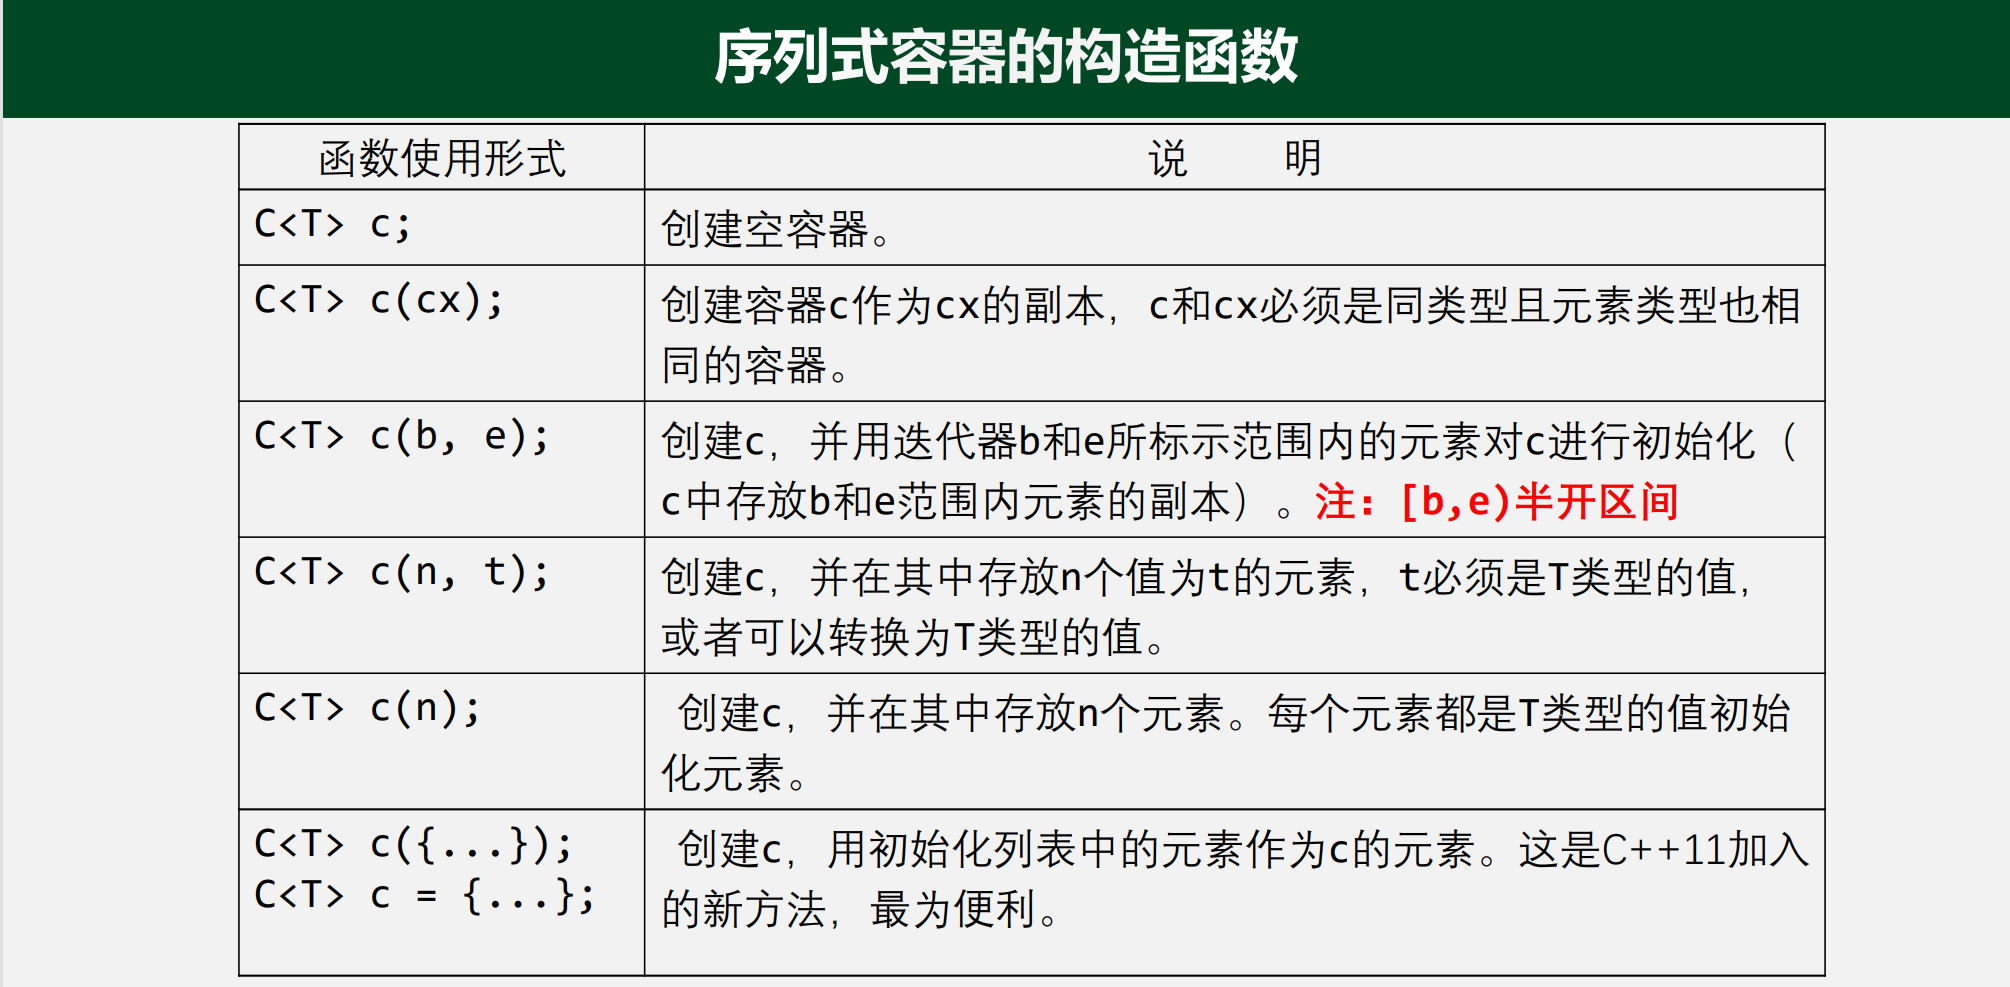 序列式容器的构造函数
函数使用形式
说 明
C<T> c;
创建空容器。
C<T> c(cx);
创建容器c作为cx的副本，c和cx必须是同类型且元素类型也相
同的容器。
C<T> c(b, e);
创建c，并用迭代器b和e所标示范围内的元素对c进行初始化（
c中存放b和e范围内元素的副本）。注：[b,e)半开区间
C<T> c(n, t);
创建c，并在其中存放n个值为t的元素，t必须是T类型的值，
或者可以转换为T类型的值。
C<T> c(n);
创建c，并在其中存放n个元素。每个元素都是T类型的值初始
化元素。
C<T> c({...});
C<T> c = {...};
创建c，用初始化列表中的元素作为c的元素。这是C++11加入
的新方法，最为便利。